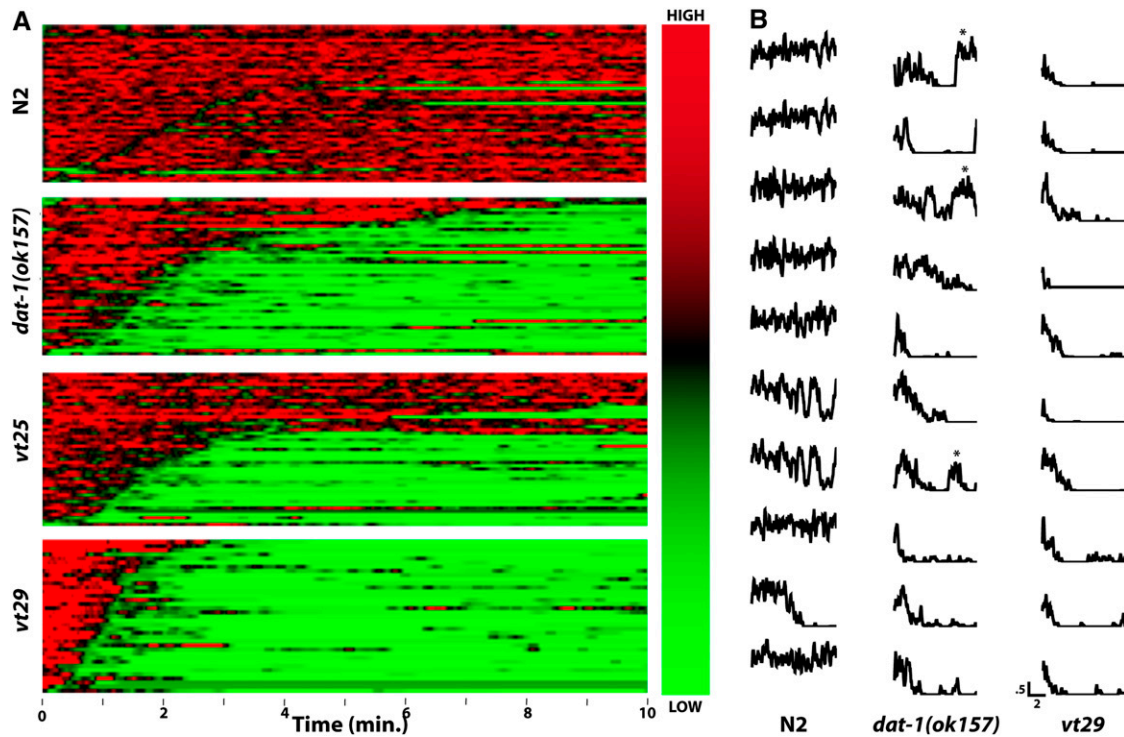 A
HIGH
B
N2
dat-1(ok157)
vt25
vt29
LOW
0 2 4 6 8 10
Time (min.)
*
*
*
.5
2
N2 dat-1(ok157) vt29